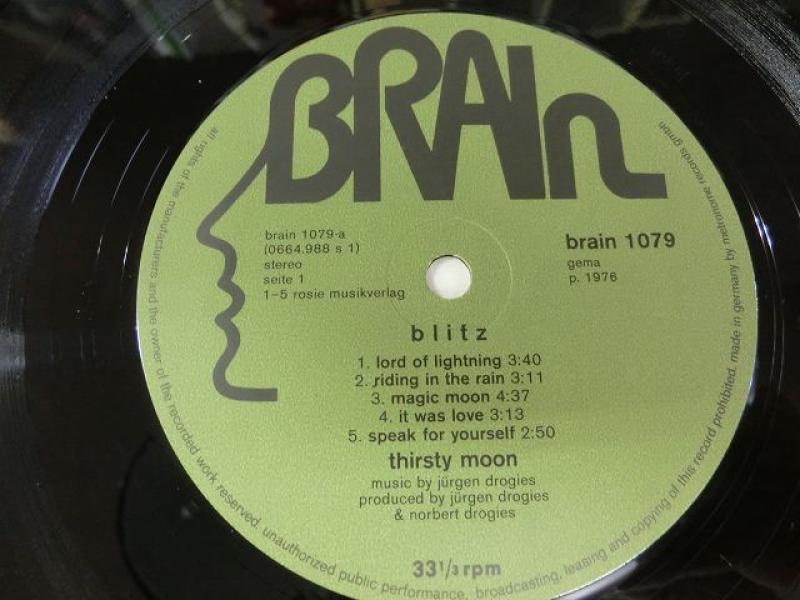 BRAIn
brain 1079-a
(0664.988 s 1)
stereo
seite 1
1-5 rosie musikverlag
brain 1079
gema
p. 1976
blitz
1. lord of lightning 3:40
2. riding in the rain 3:11
3. magic moon 4:37
4. it was love 3:13
5. speak for yourself 2:50
thirsty moon
music by jürgen drogies
produced by jürgen drogies
& norbert drogies
33 1/3 rpm
all rights of the manufacturers and the owner of the recorded work reserved. unauthorized public performance, broadcasting, leasing and copying of this record prohibited. made in germany by metronome records gmbh